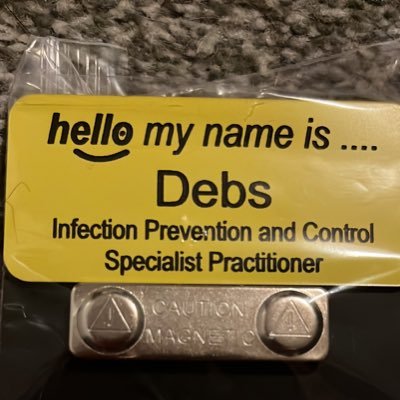 hello my name is ....
Debs
Infection Prevention and Control
Specialist Practitioner
CAUTION
MAGNETIC